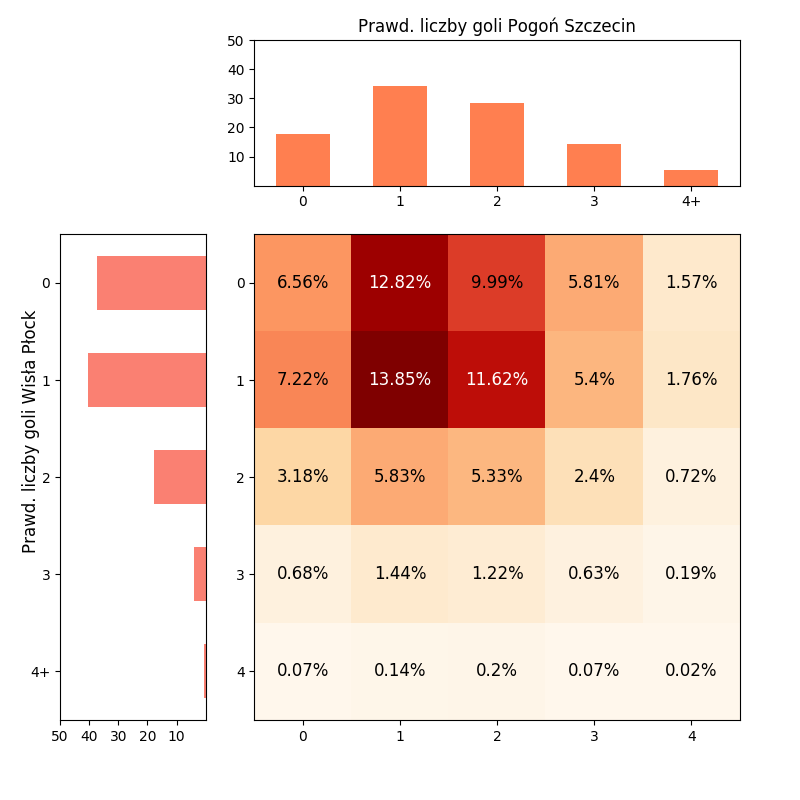 Prawd. liczby goli Pogoń Szczecin
50
40
30
20
10
0 1 2 3 4+
Prawd. liczby goli Wisła Płock
0
1
2
3
4+
50 40 30 20 10
0 6.56% 12.82% 9.99% 5.81% 1.57%
1 7.22% 13.85% 11.62% 5.4% 1.76%
2 3.18% 5.83% 5.33% 2.4% 0.72%
3 0.68% 1.44% 1.22% 0.63% 0.19%
4 0.07% 0.14% 0.2% 0.07% 0.02%
0 1 2 3 4